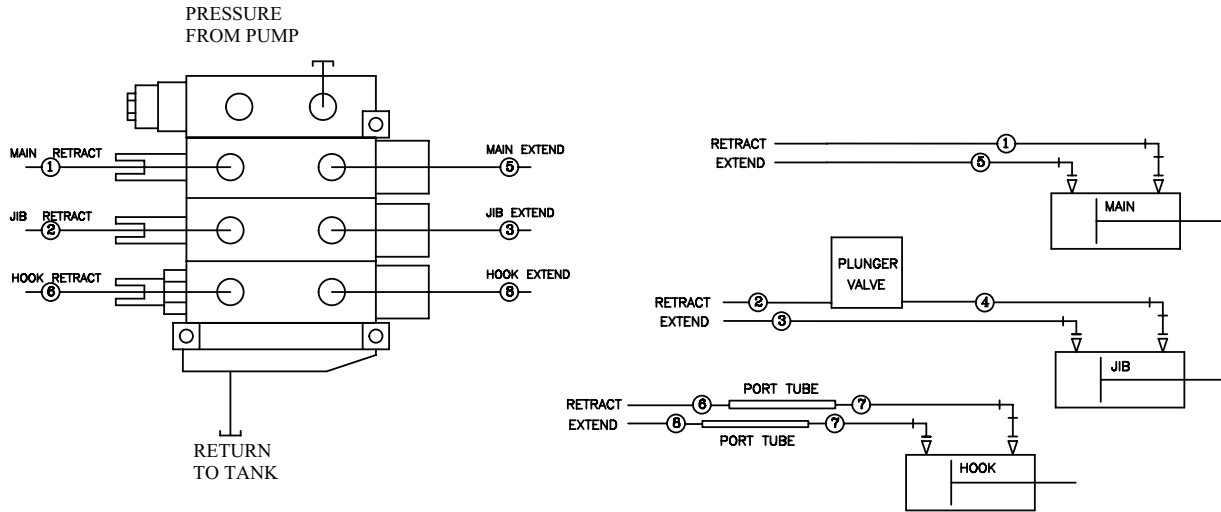 PRESSURE
FROM PUMP
MAIN RETRACT
1
MAIN EXTEND
5
JIB RETRACT
2
JIB EXTEND
3
HOOK RETRACT
6
HOOK EXTEND
8
RETURN
TO TANK
RETRACT 1
EXTEND 5
MAIN
PLUNGER
VALVE
RETRACT 2 4
EXTEND 3
JIB
PORT TUBE
RETRACT 6 7
EXTEND 8 7
PORT TUBE
HOOK